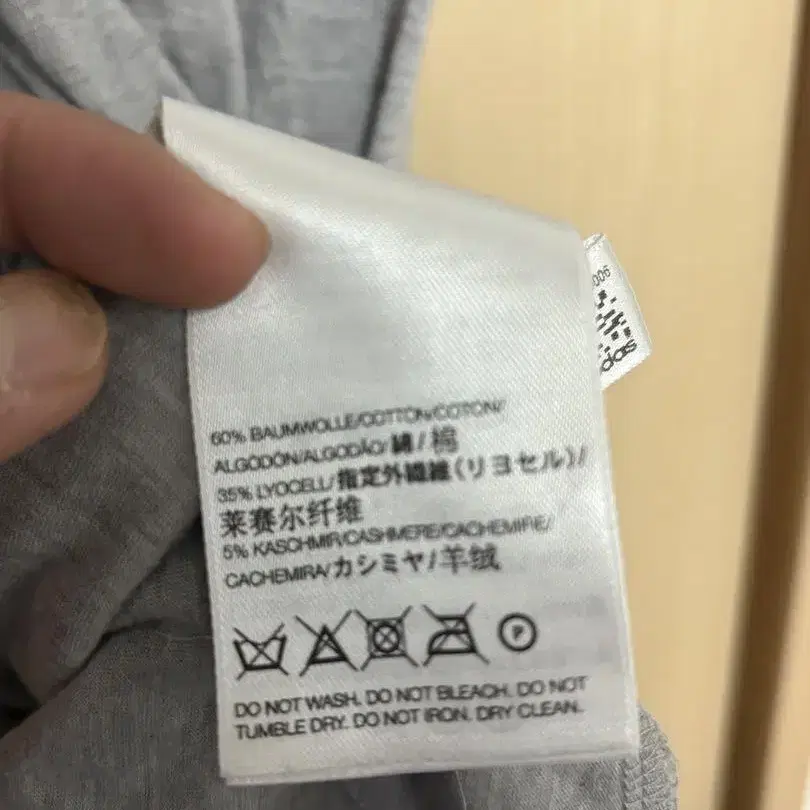 60% BAUMWOLLE/COTTON/COTON/
ALGODÓN/ALGODÃO/綿/棉
35% LYOCELL/指定外繊維(リヨセル)/
莱赛尔纤维
5% KASCHMIR/CASHMERE/CACHEMIRE/
CACHEMIRA/カシミヤ/羊绒
P
DO NOT WASH. DO NOT BLEACH. DO NOT
TUMBLE DRY. DO NOT IRON. DRY CLEAN.
006
das